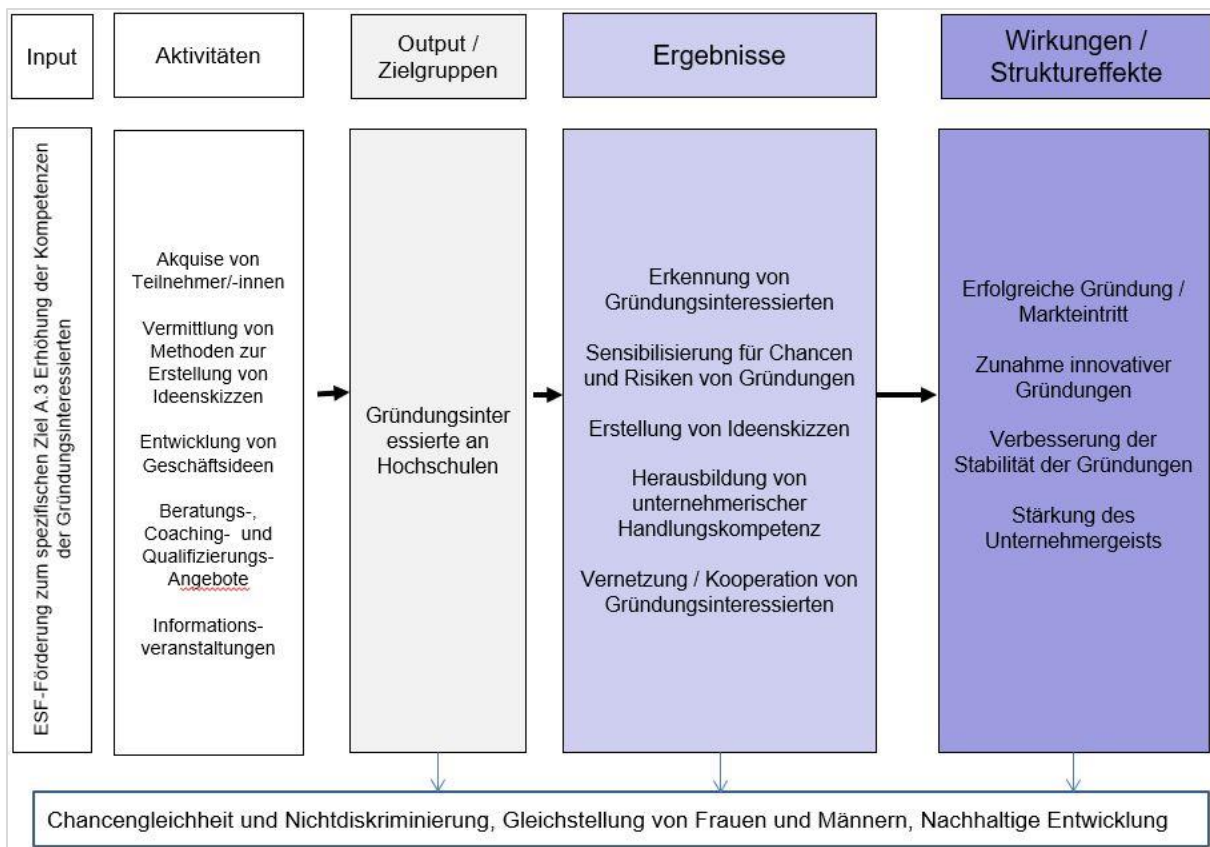 Input
Aktivitäten
Output /
Zielgruppen
Ergebnisse
Wirkungen /
Struktureffekte
ESF-Förderung zum spezifischen Ziel A.3 Erhöhung der Kompetenzen
der Gründungsinteressierten
Akquise von
Teilnehmer/-innen
Vermittlung von
Methoden zur
Erstellung von
Ideenskizzen
Entwicklung von
Geschäftsideen
Beratungs-,
Coaching- und
Qualifizierungs-
Angebote
Informations-
veranstaltungen
Gründungsinter
essierte an
Hochschulen
Erkennung von
Gründungsinteressierten
Sensibilisierung für Chancen
und Risiken von Gründungen
Erstellung von Ideenskizzen
Herausbildung von
unternehmerischer
Handlungskompetenz
Vernetzung / Kooperation von
Gründungsinteressierten
Erfolgreiche Gründung /
Markteintritt
Zunahme innovativer
Gründungen
Verbesserung der
Stabilität der Gründungen
Stärkung des
Unternehmergeists
Chancengleichheit und Nichtdiskriminierung, Gleichstellung von Frauen und Männern, Nachhaltige Entwicklung